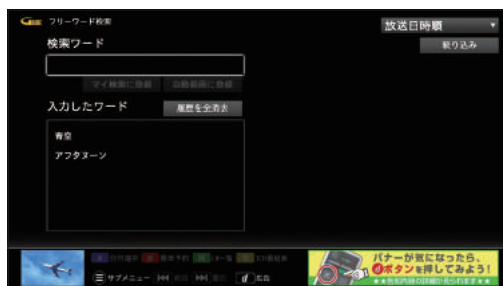 フリーワード検索
放送日時順
検索ワード
絞り込み
マイ検索に登録 自動録画に登録
入力したワード 履歴を全消去
青空
アフタヌーン
サブメニュー
d 広告
バナーが気になったら、
dボタンを押してみよう!